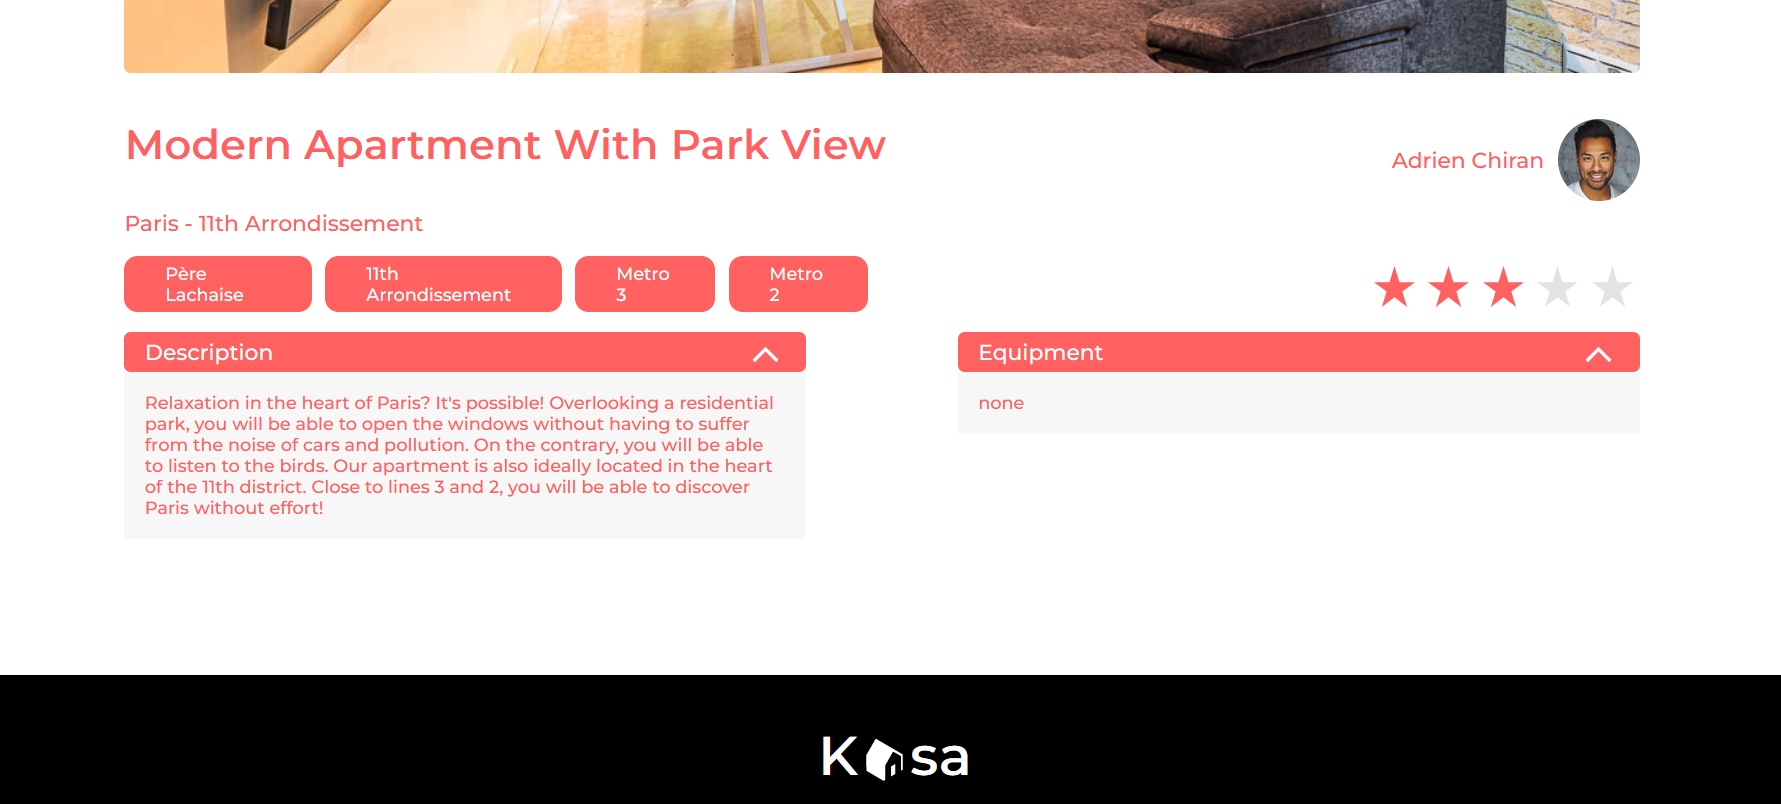 Modern Apartment With Park View
Adrien Chiran
Paris - 11th Arrondissement
Père
Lachaise
11th
Arrondissement
Metro
3
Metro
2
Description
Relaxation in the heart of Paris? It's possible! Overlooking a residential
park, you will be able to open the windows without having to suffer
from the noise of cars and pollution. On the contrary, you will be able
to listen to the birds. Our apartment is also ideally located in the heart
of the 11th district. Close to lines 3 and 2, you will be able to discover
Paris without effort!
Equipment
none
Kasa